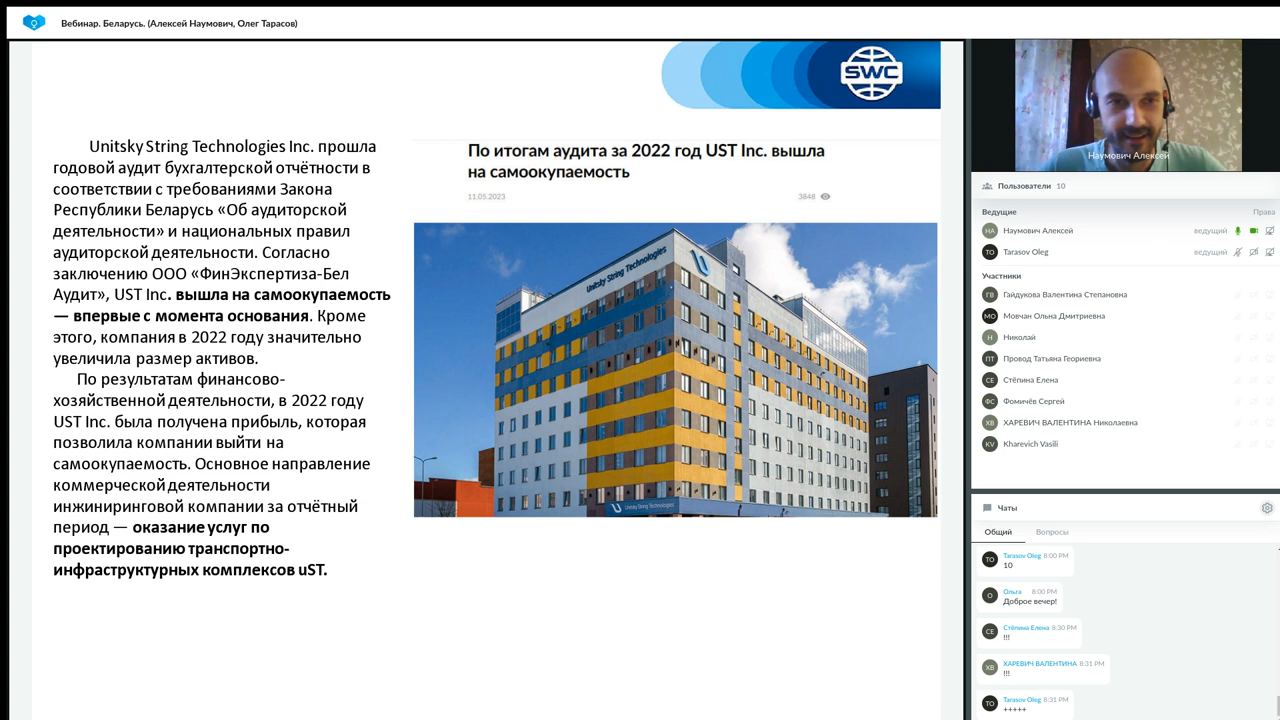 Вебинар. Беларусь. (Алексей Наумович, Олег Тарасов)
SWC
Unitsky String Technologies Inc. прошла
годовой аудит бухгалтерской отчётности в
соответствии с требованиями Закона
Республики Беларусь «Об аудиторской
деятельности» и национальных правил
аудиторской деятельности. Согласно
заключению ООО «ФинЭкспертиза-Бел
Аудит», UST Inc. вышла на самоокупаемость
— впервые с момента основания. Кроме
этого, компания в 2022 году значительно
увеличила размер активов.
По результатам финансово-
хозяйственной деятельности, в 2022 году
UST Inc. была получена прибыль, которая
позволила компании выйти на
самоокупаемость. Основное направление
коммерческой деятельности
инжиниринговой компании за отчётный
период — оказание услуг по
проектированию транспортно-
инфраструктурных комплексов uST.
По итогам аудита за 2022 год UST Inc. вышла
на самоокупаемость
11.05.2023 3848
Unitsky String Technologies
Unitsky String Technologies
Наумович Алексей
Пользователи 10
Ведущие Права
НА Наумович Алексей ведущий
TO Tarasov Oleg ведущий
Участники
ГВ Гайдукова Валентина Степановна
МО Мовчан Ольна Дмитриевна
Н Николай
ПТ Провод Татьяна Георниевна
СЕ Стёпина Елена
ФС Фомичёв Сергей
ХВ ХАРЕВИЧ ВАЛЕНТИНА Николаевна
KV Kharevich Vasili
Чаты
Общий Вопросы
TO Tarasov Oleg 8:00 PM
10
О Ольга 8:00 PM
Доброе вечер!
СЕ Стёпина Елена 8:30 PM
!!!
ХВ ХАРЕВИЧ ВАЛЕНТИНА 8:31 PM
!!!
TO Tarasov Oleg 8:31 PM
+++++